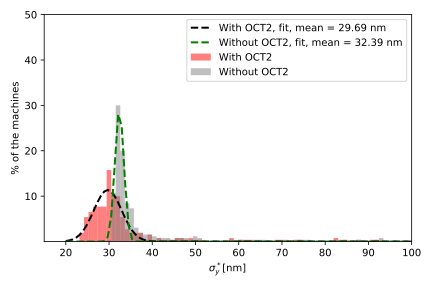 50
40
30
20
10
% of the machines
With OCT2, fit, mean = 29.69 nm
Without OCT2, fit, mean = 32.39 nm
With OCT2
Without OCT2
20 30 40 50 60 70 80 90 100
σ_y^* [nm]